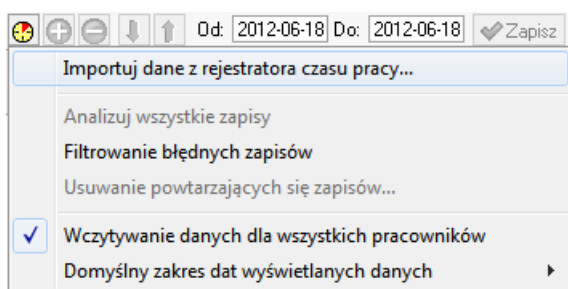 Od: 2012-06-18 Do: 2012-06-18 Zapisz
Importuj dane z rejestratora czasu pracy...
Analizuj wszystkie zapisy
Filtrowanie błędnych zapisów
Usuwanie powtarzających się zapisów...
Wczytywanie danych dla wszystkich pracowników
Domyślny zakres dat wyświetlanych danych